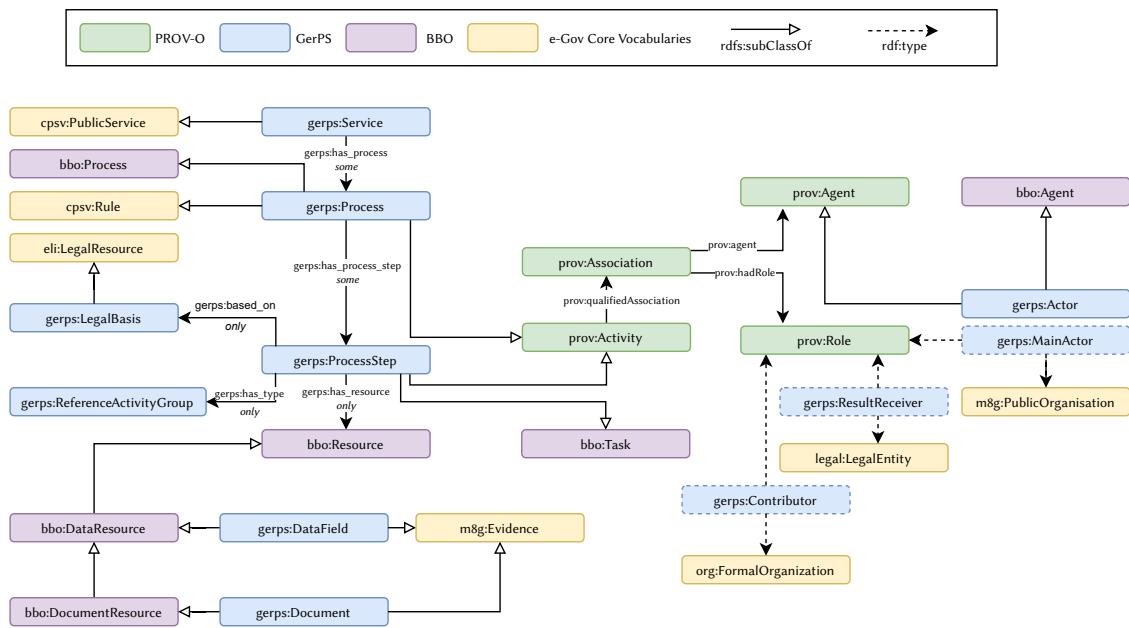 PROV-O
GerPS
BBO
e-Gov Core Vocabularies
rdfs:subClassOf
rdf:type
cpsv:PublicService
gerps:Service
gerps:has_process
some
bbo:Process
cpsv:Rule
gerps:Process
prov:Agent
bbo:Agent
eli:LegalResource
gerps:has_process_step
some
prov:Association
prov:agent
prov:hadRole
prov:qualifiedAssociation
gerps:based_on
only
gerps:LegalBasis
gerps:Actor
prov:Activity
prov:Role
gerps:MainActor
gerps:ProcessStep
gerps:has_type
only
gerps:has_resource
only
gerps:ReferenceActivityGroup
gerps:ResultReceiver
m8g:PublicOrganisation
bbo:Resource
bbo:Task
legal:LegalEntity
gerps:Contributor
bbo:DataResource
gerps:DataField
m8g:Evidence
org:FormalOrganization
bbo:DocumentResource
gerps:Document